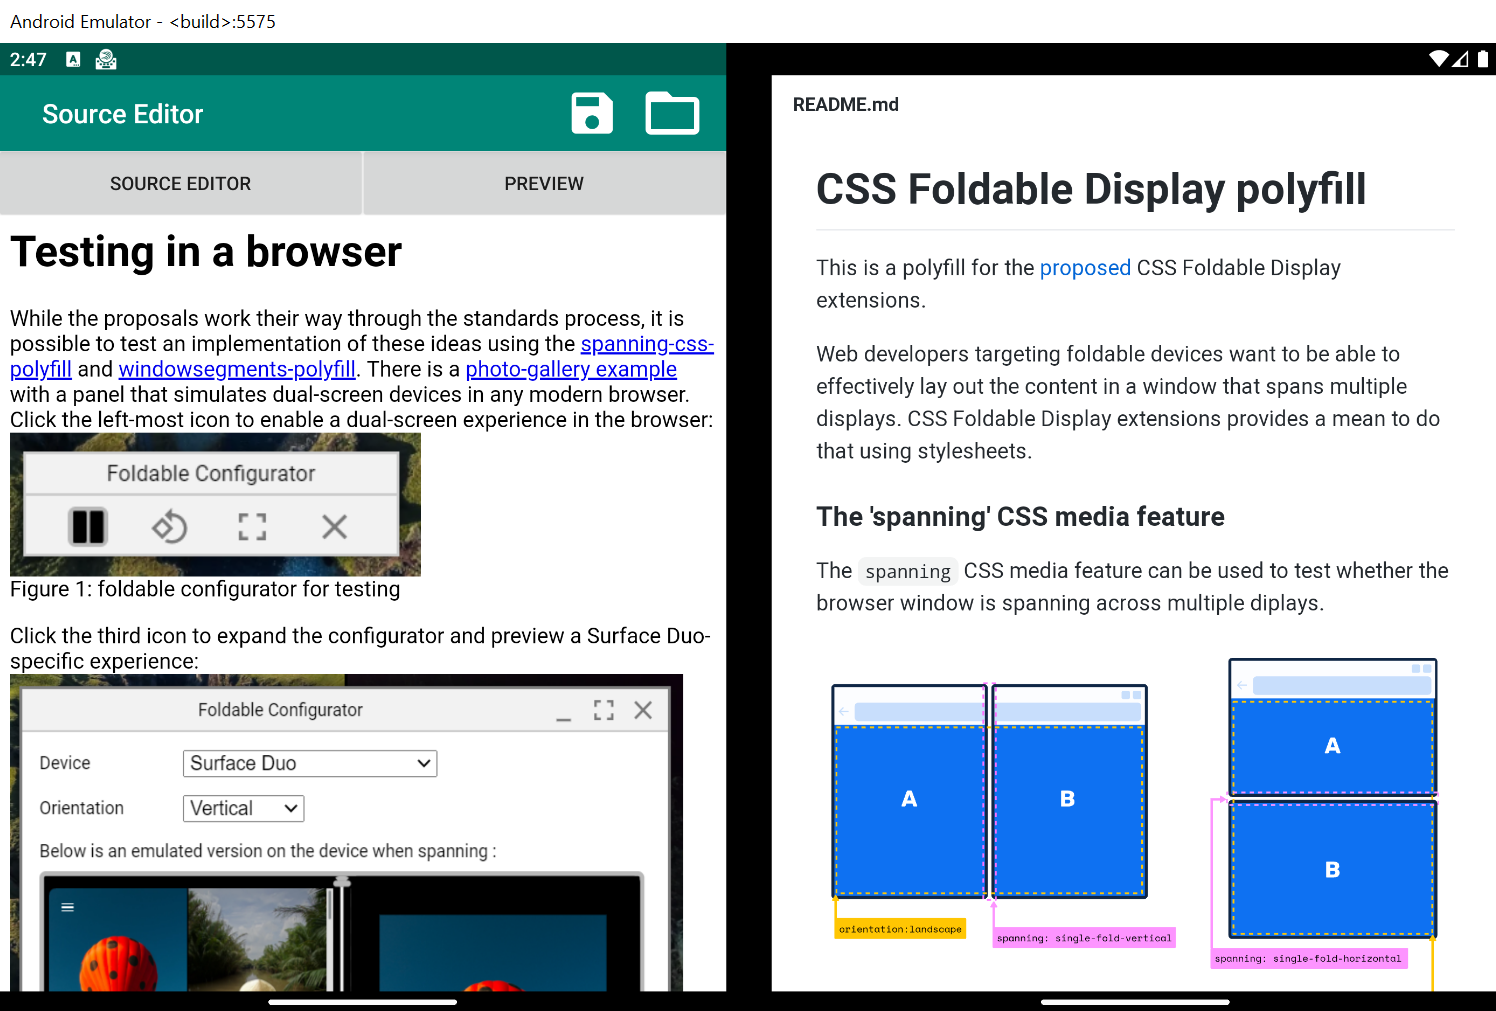 Android Emulator - <build>:5575
2:47
Source Editor
SOURCE EDITOR
PREVIEW
Testing in a browser
While the proposals work their way through the standards process, it is
possible to test an implementation of these ideas using the spanning-css-
polyfill and windowsegments-polyfill. There is a photo-gallery example
with a panel that simulates dual-screen devices in any modern browser.
Click the left-most icon to enable a dual-screen experience in the browser:
Foldable Configurator
Figure 1: foldable configurator for testing
Click the third icon to expand the configurator and preview a Surface Duo-
specific experience:
Foldable Configurator
Device
Surface Duo
Orientation
Vertical
Below is an emulated version on the device when spanning :
README.md
CSS Foldable Display polyfill
This is a polyfill for the proposed CSS Foldable Display
extensions.
Web developers targeting foldable devices want to be able to
effectively lay out the content in a window that spans multiple
displays. CSS Foldable Display extensions provides a mean to do
that using stylesheets.
The 'spanning' CSS media feature
The spanning CSS media feature can be used to test whether the
browser window is spanning across multiple diplays.
A
B
orientation:landscape
spanning: single-fold-vertical
A
B
spanning: single-fold-horizontal